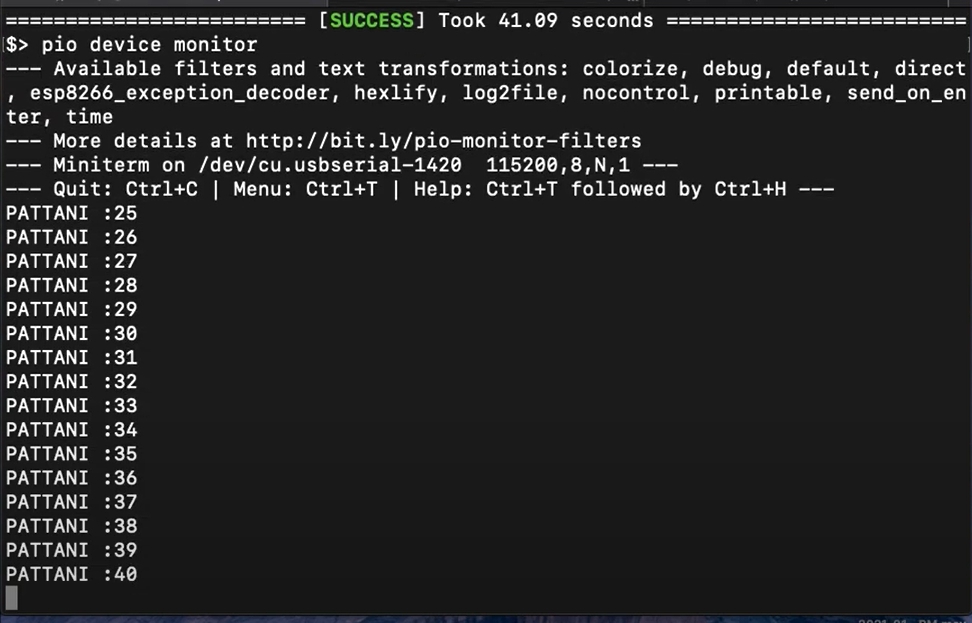 ========================= [SUCCESS] Took 41.09 seconds =========================
$> pio device monitor
--- Available filters and text transformations: colorize, debug, default, direct
, esp8266_exception_decoder, hexlify, log2file, nocontrol, printable, send_on_en
ter, time
--- More details at http://bit.ly/pio-monitor-filters
--- Miniterm on /dev/cu.usbserial-1420  115200,8,N,1 ---
--- Quit: Ctrl+C | Menu: Ctrl+T | Help: Ctrl+T followed by Ctrl+H ---
PATTANI :25
PATTANI :26
PATTANI :27
PATTANI :28
PATTANI :29
PATTANI :30
PATTANI :31
PATTANI :32
PATTANI :33
PATTANI :34
PATTANI :35
PATTANI :36
PATTANI :37
PATTANI :38
PATTANI :39
PATTANI :40